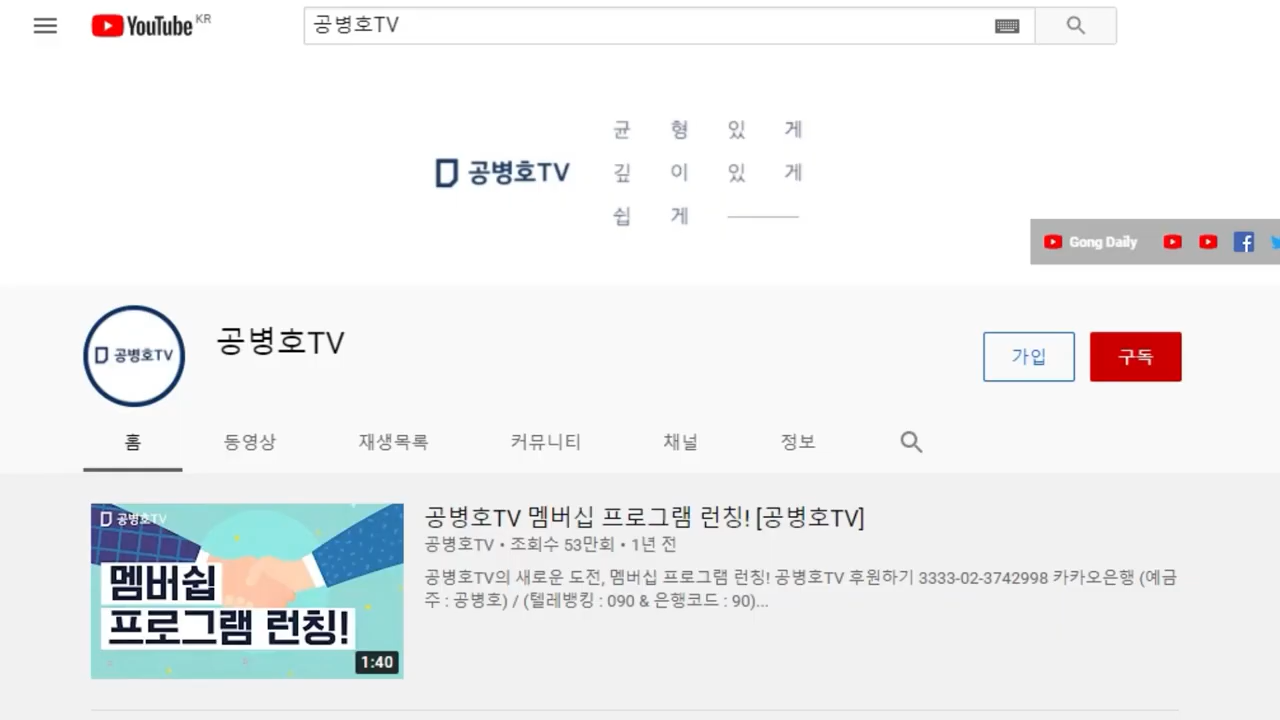 YouTube KR
공병호TV
균 형 있 게
공병호TV
깊 이 있 게
쉽 게
Gong Daily
공병호TV
공병호TV
가입
구독
홈
동영상
재생목록
커뮤니티
채널
정보
공병호TV
멤버쉽
프로그램 런칭!
1:40
공병호TV 멤버십 프로그램 런칭! [공병호TV]
공병호TV • 조회수 53만회 • 1년 전
공병호TV의 새로운 도전, 멤버십 프로그램 런칭! 공병호TV 후원하기 3333-02-3742998 카카오은행 (예금
주 : 공병호) / (텔레뱅킹 : 090 & 은행코드 : 90)...